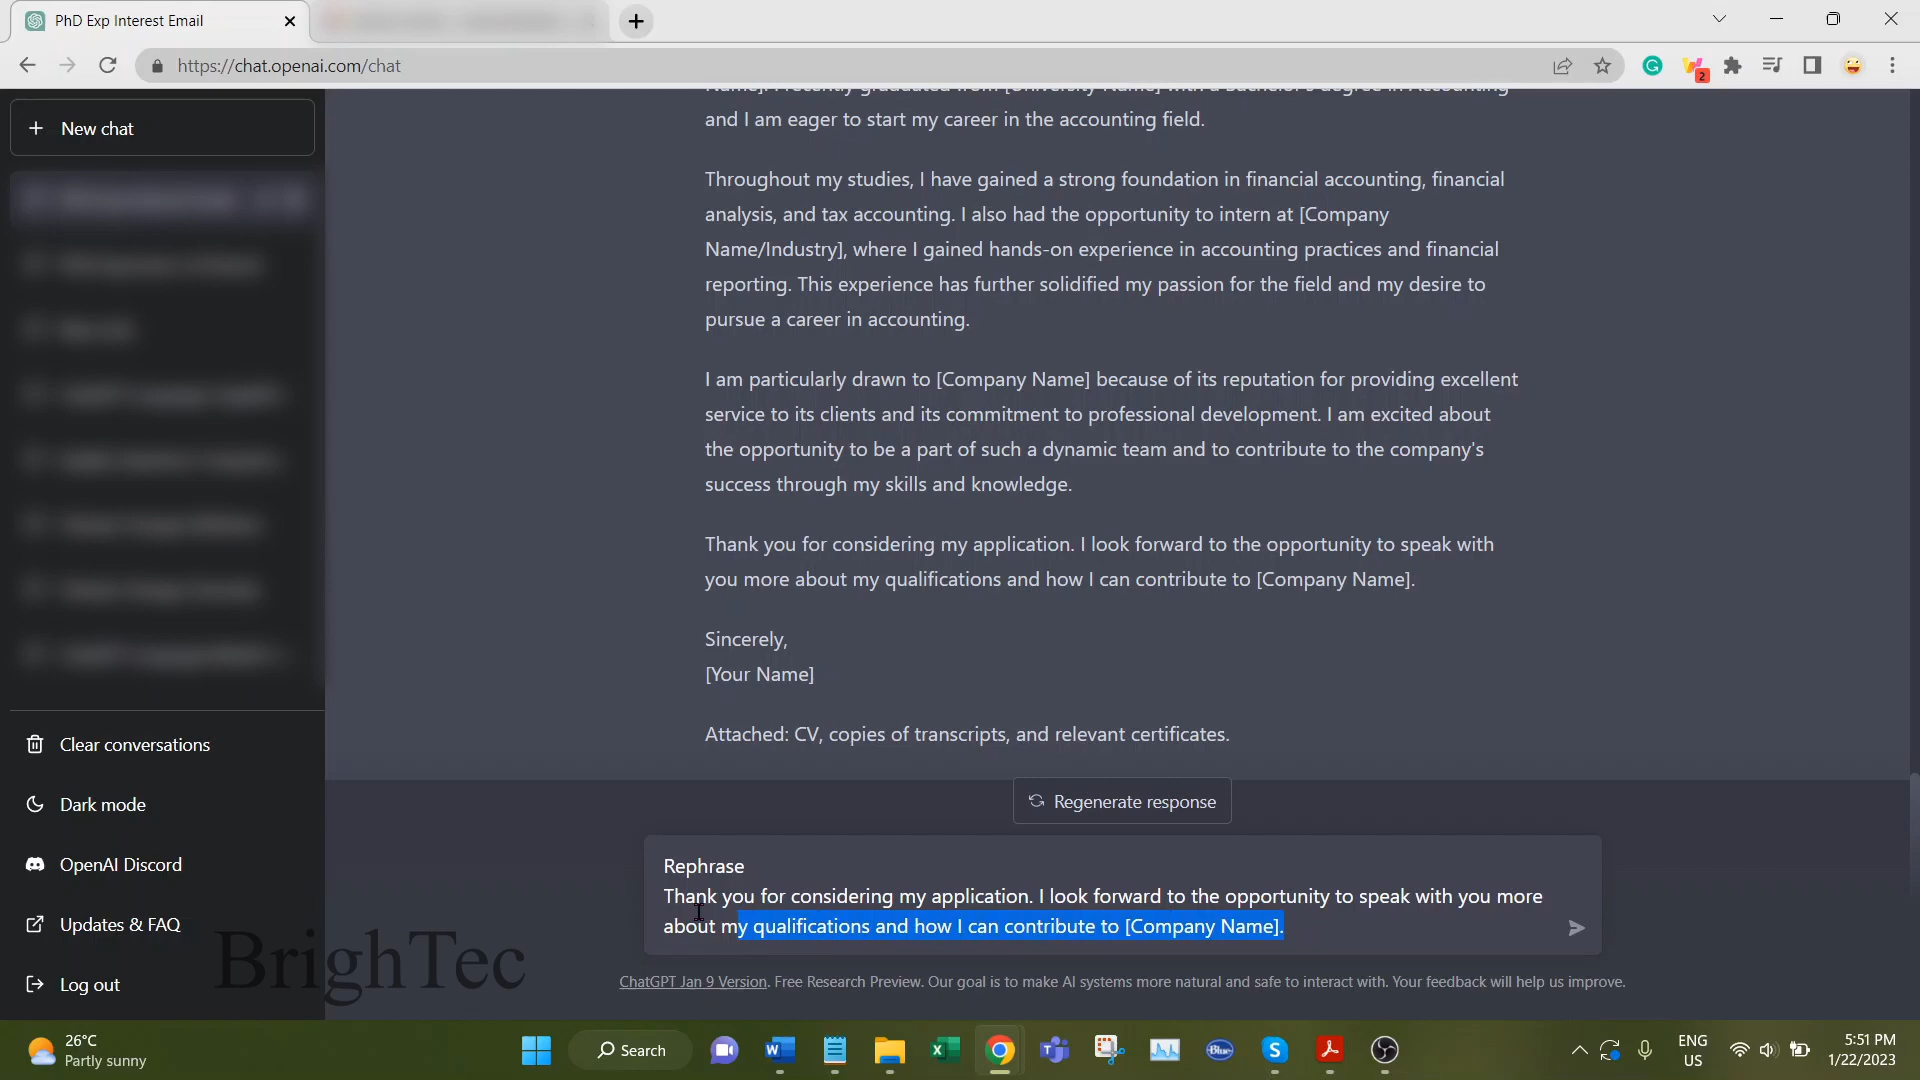 PhD Exp Interest Email
https://chat.openai.com/chat
2
New chat
and I am eager to start my career in the accounting field.
Throughout my studies, I have gained a strong foundation in financial accounting, financial
analysis, and tax accounting. I also had the opportunity to intern at [Company
Name/Industry], where I gained hands-on experience in accounting practices and financial
reporting. This experience has further solidified my passion for the field and my desire to
pursue a career in accounting.
I am particularly drawn to [Company Name] because of its reputation for providing excellent
service to its clients and its commitment to professional development. I am excited about
the opportunity to be a part of such a dynamic team and to contribute to the company's
success through my skills and knowledge.
Thank you for considering my application. I look forward to the opportunity to speak with
you more about my qualifications and how I can contribute to [Company Name].
Sincerely,
[Your Name]
Attached: CV, copies of transcripts, and relevant certificates.
Clear conversations
Dark mode
OpenAI Discord
Updates & FAQ
Log out
Regenerate response
Rephrase
Thank you for considering my application. I look forward to the opportunity to speak with you more
about my qualifications and how I can contribute to [Company Name].
ChatGPT Jan 9 Version. Free Research Preview. Our goal is to make AI systems more natural and safe to interact with. Your feedback will help us improve.
BrighTec
26°C
Partly sunny
Search
Blue
ENG
US
5:51 PM
1/22/2023